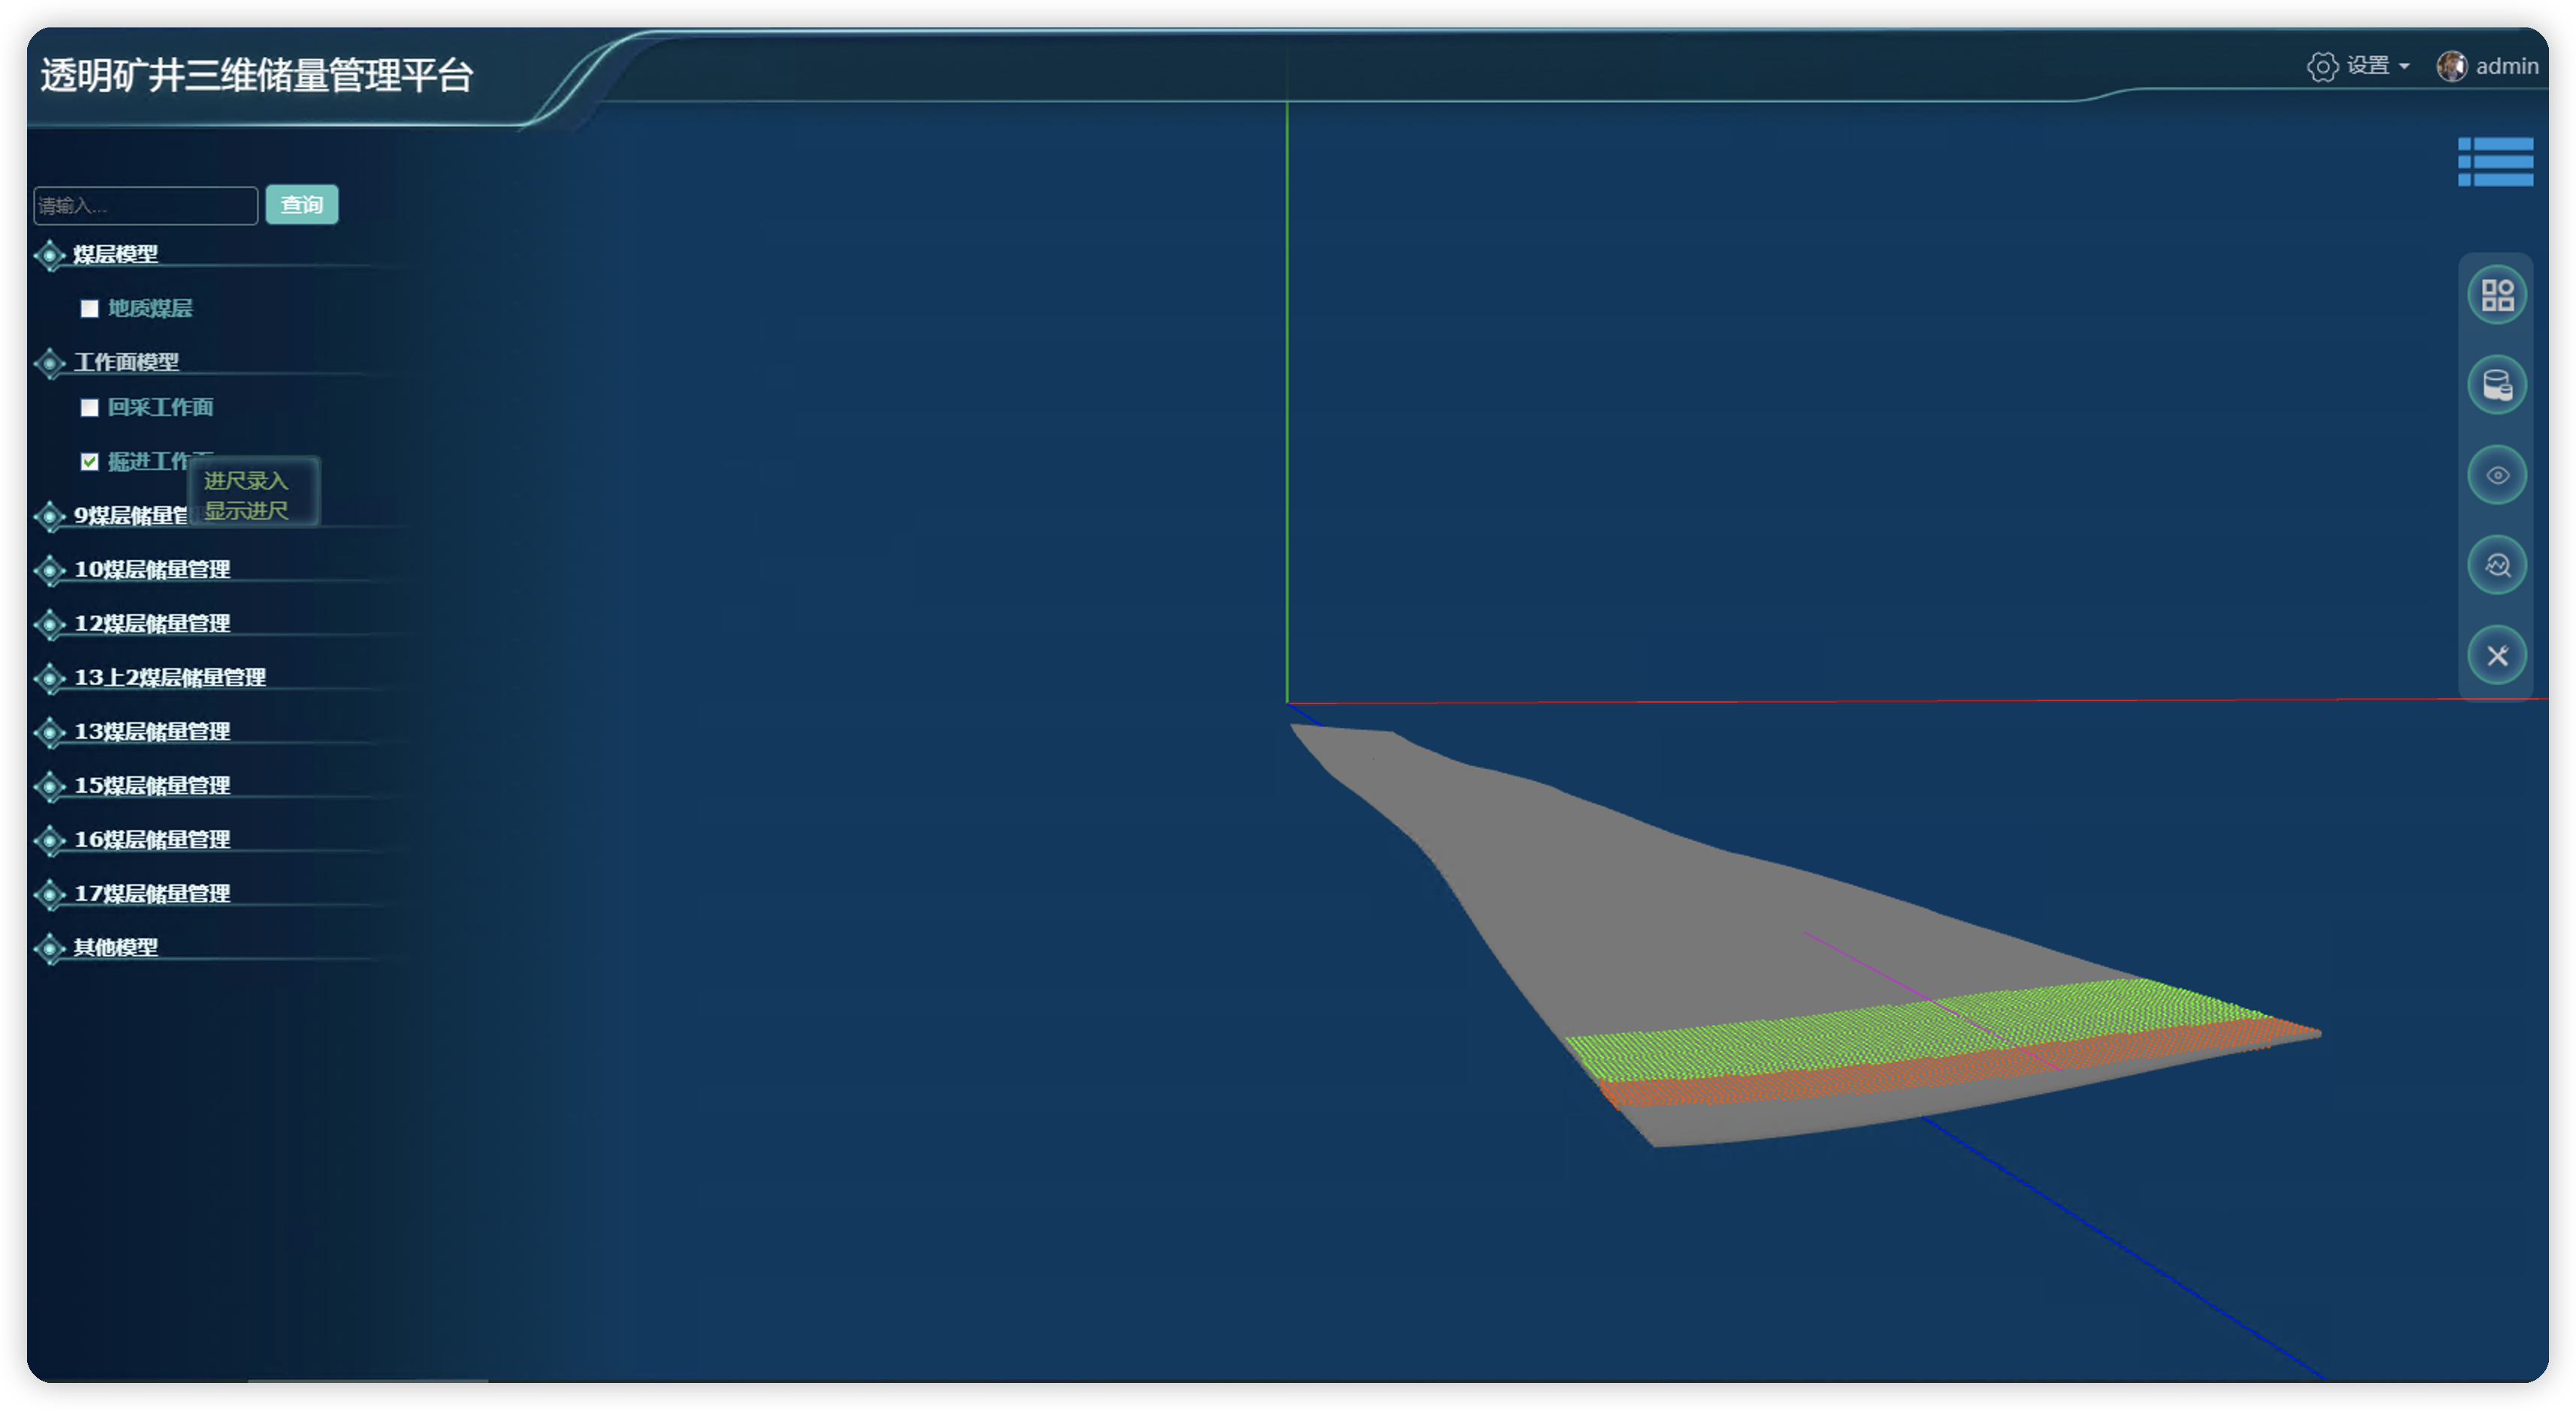 透明矿井三维储量管理平台
设置
admin
请输入...
查询
煤层模型
地质煤层
工作面模型
回采工作面
掘进工作
进尺录入
显示进尺
9煤层储量管
10煤层储量管理
12煤层储量管理
13上2煤层储量管理
13煤层储量管理
15煤层储量管理
16煤层储量管理
17煤层储量管理
其他模型